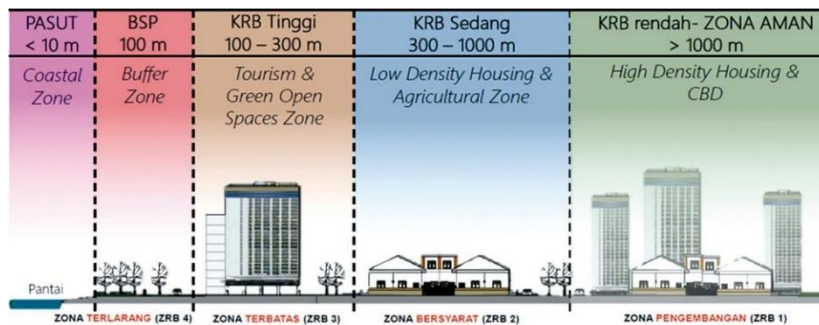 PASUT
< 10 m
BSP
100 m
KRB Tinggi
100 – 300 m
KRB Sedang
300 – 1000 m
KRB rendah- ZONA AMAN
> 1000 m
Coastal
Zone
Buffer
Zone
Tourism &
Green Open
Spaces Zone
Low Density Housing &
Agricultural Zone
High Density Housing &
CBD
Pantai
ZONA TERLARANG (ZRB 4)
ZONA TERBATAS (ZRB 3)
ZONA BERSYARAT (ZRB 2)
ZONA PENGEMBANGAN (ZRB 1)